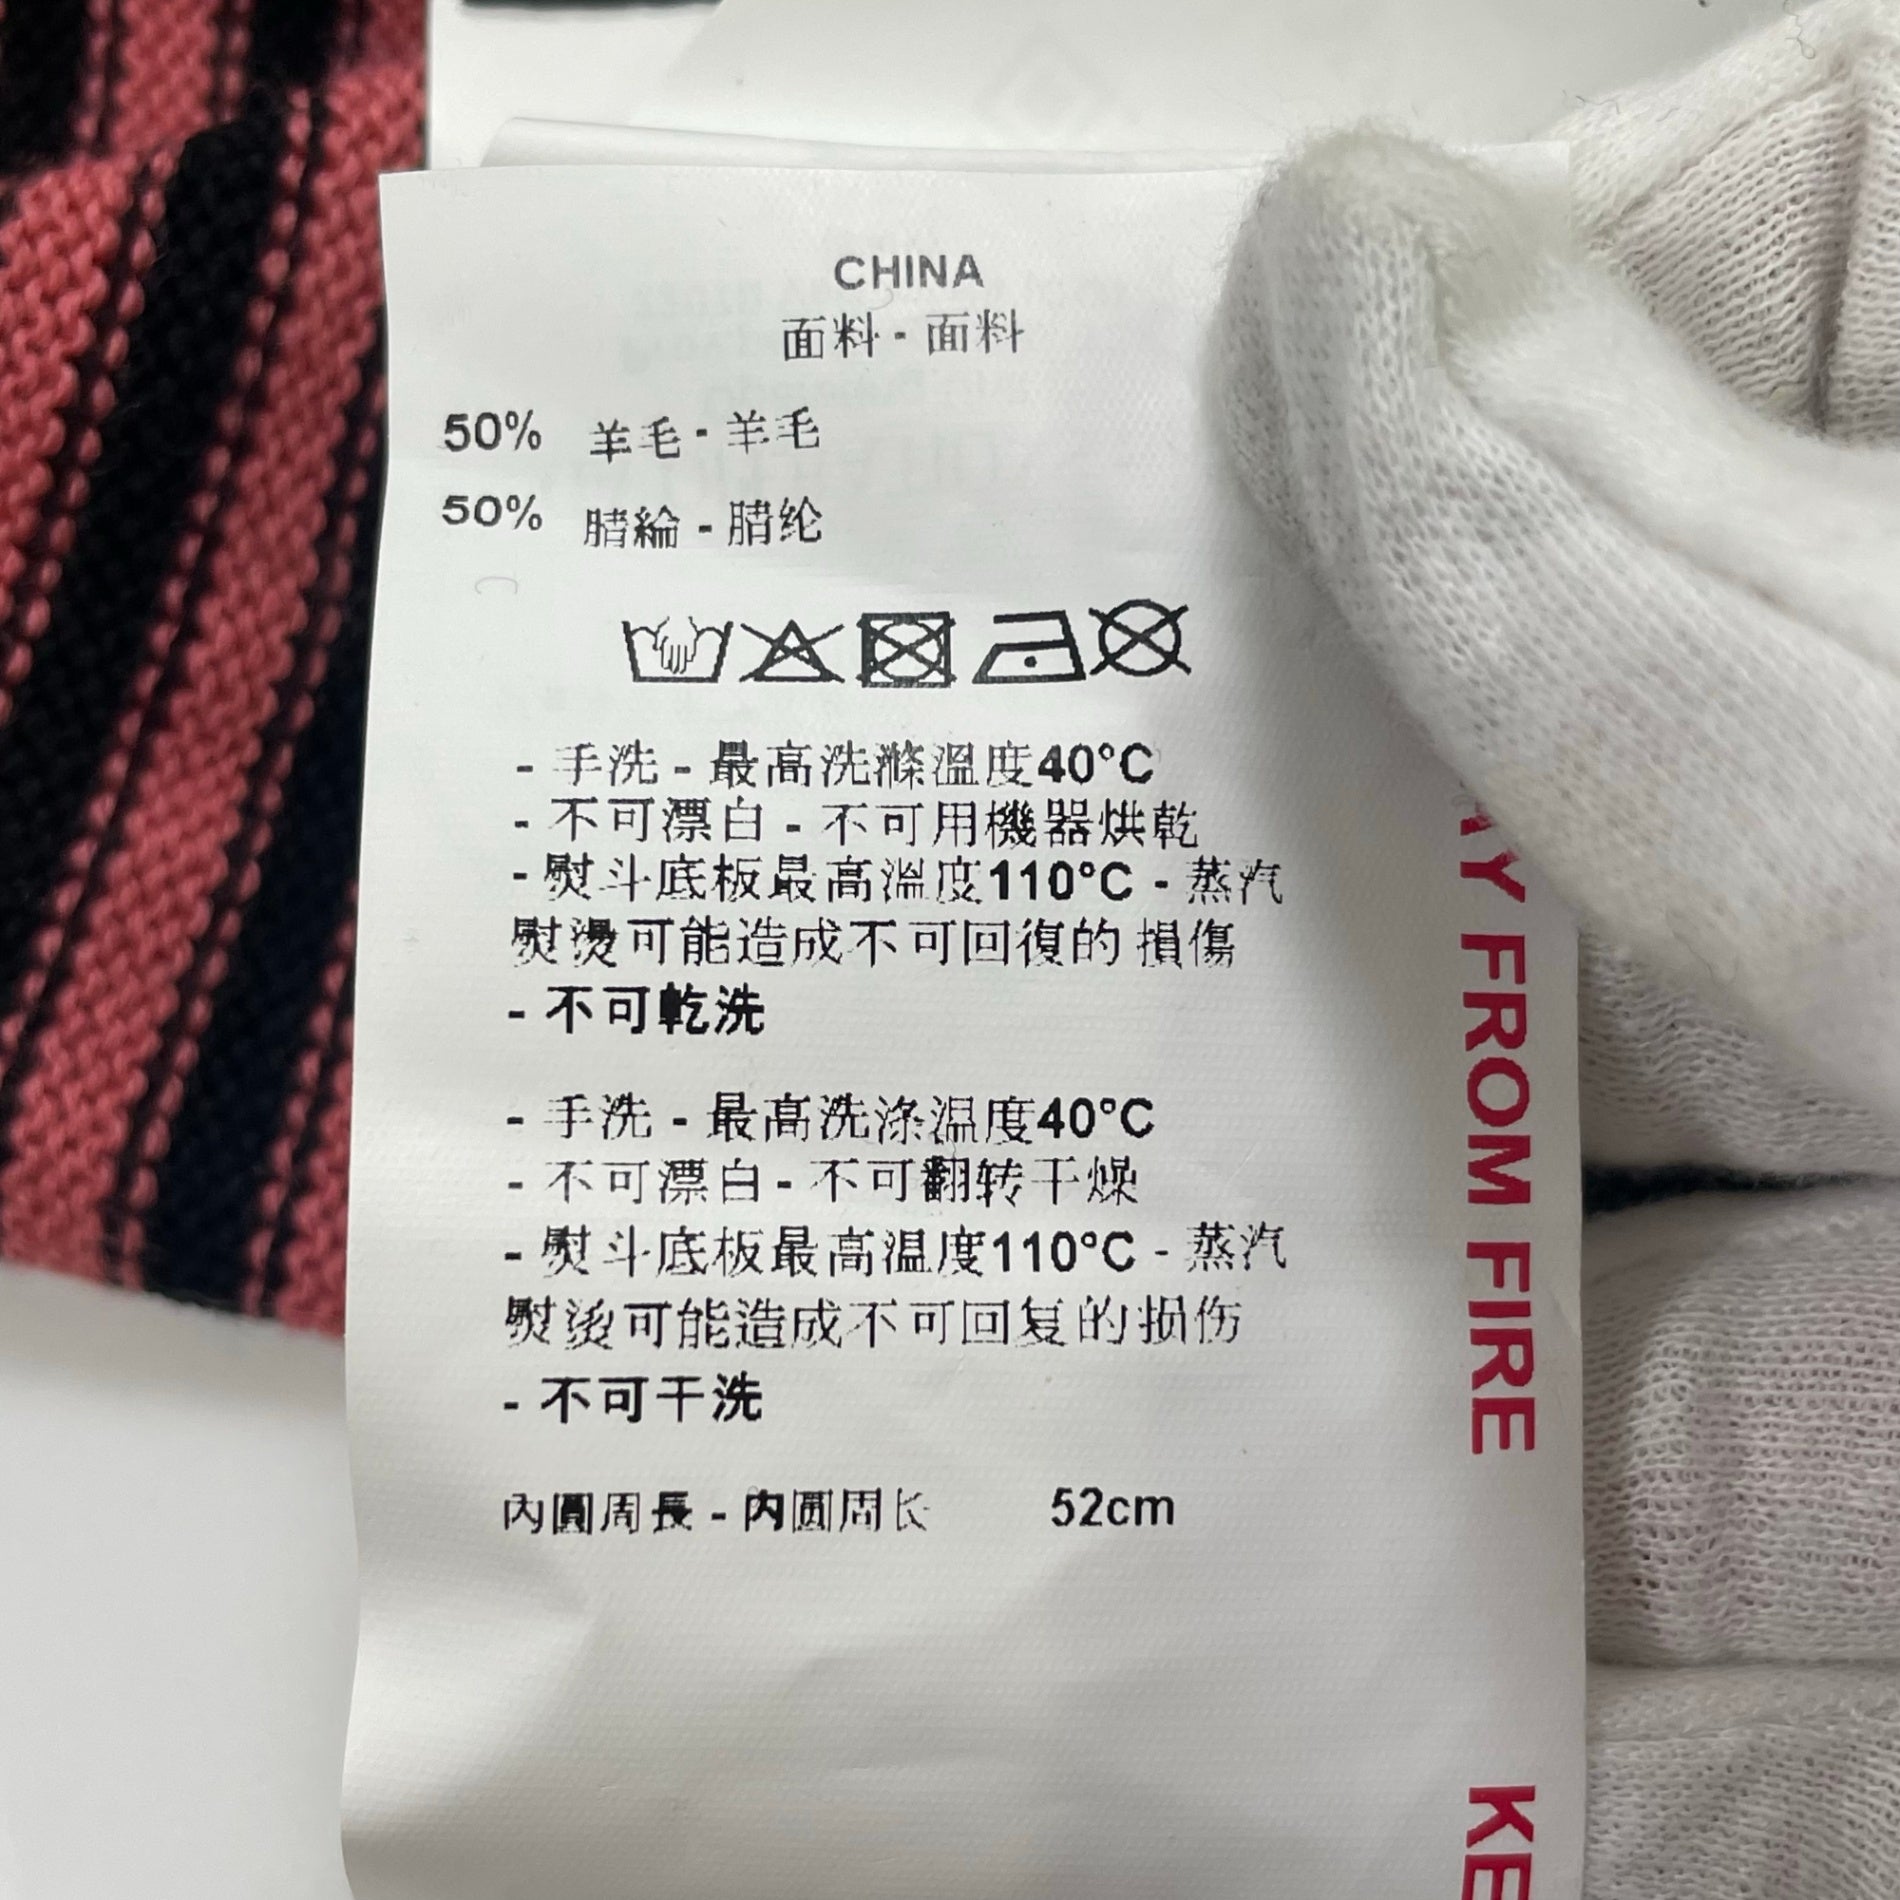 CHINA
面料 - 面料
50% 羊毛 - 羊毛
50% 腈綸 - 腈纶
- 手洗 - 最高洗滌溫度40°C
- 不可漂白 - 不可用機器烘乾
- 熨斗底板最高溫度110°C - 蒸汽
熨燙可能造成不可回復的 損傷
- 不可乾洗
- 手洗 - 最高洗涤温度40°C
- 不可漂白 - 不可翻转干燥
- 熨斗底板最高温度110°C - 蒸汽
熨烫可能造成不可回复的损伤
- 不可干洗
內圓周長 - 内圆周长 52cm
FROM FIRE